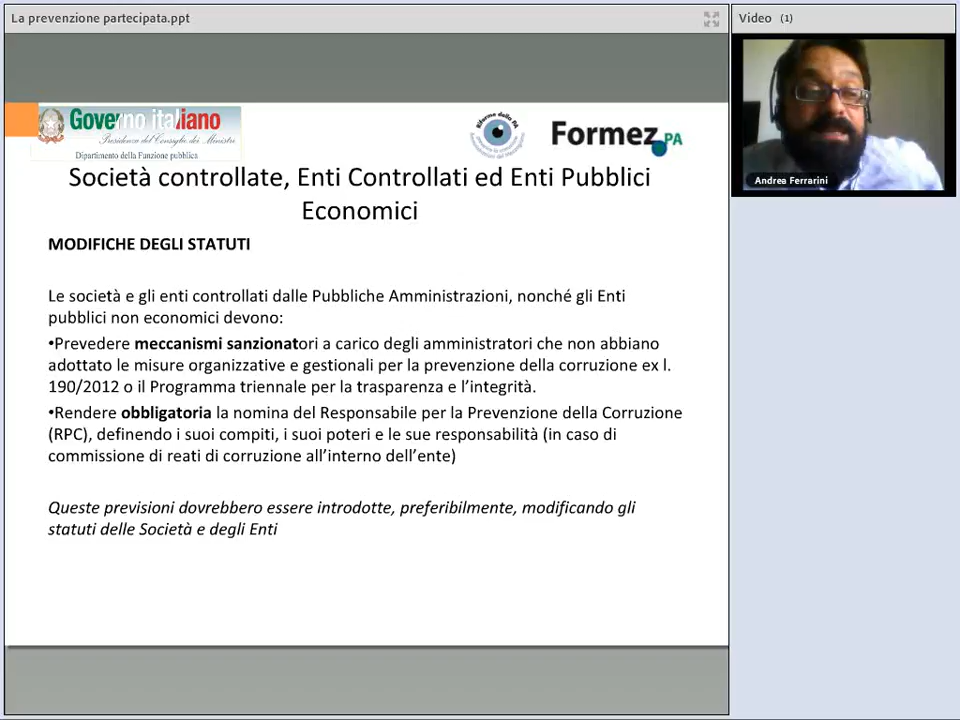 La prevenzione partecipata.ppt
Video (1)
Governo italiano
Presidenza del Consiglio dei Ministri
Dipartimento della Funzione pubblica
Riforma della PA
Formez PA
Andrea Ferrarini
Società controllate, Enti Controllati ed Enti Pubblici
Economici
MODIFICHE DEGLI STATUTI
Le società e gli enti controllati dalle Pubbliche Amministrazioni, nonché gli Enti
pubblici non economici devono:
•Prevedere meccanismi sanzionatori a carico degli amministratori che non abbiano
adottato le misure organizzative e gestionali per la prevenzione della corruzione ex l.
190/2012 o il Programma triennale per la trasparenza e l’integrità.
•Rendere obbligatoria la nomina del Responsabile per la Prevenzione della Corruzione
(RPC), definendo i suoi compiti, i suoi poteri e le sue responsabilità (in caso di
commissione di reati di corruzione all’interno dell’ente)
Queste previsioni dovrebbero essere introdotte, preferibilmente, modificando gli
statuti delle Società e degli Enti